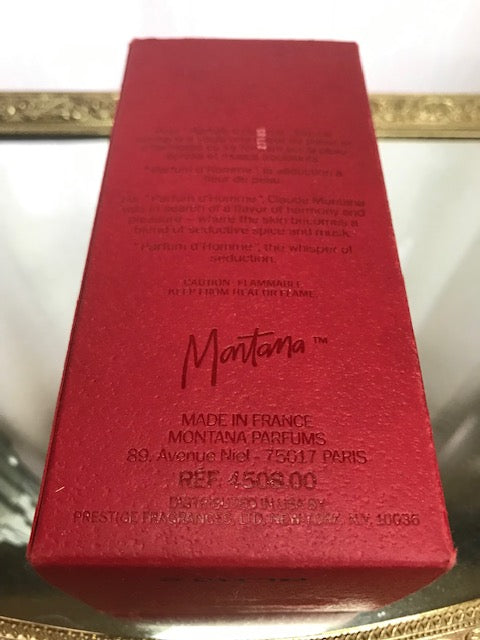 "Parfum d'Homme", la séduction à
fleur de peau.
For "Parfum d'Homme", Claude Montana
was in search of a flavor of harmony and
pleasure – where the skin becomes a
blend of seductive spice and musk.
"Parfum d'Homme", the whisper of
seduction.
CAUTION: FLAMMABLE
KEEP FROM HEAT OR FLAME
Montana™
MADE IN FRANCE
MONTANA PARFUMS
89, Avenue Niel - 75017 PARIS
REF. 4508.00
DISTRIBUTED IN USA BY
PRESTIGE FRAGRANCES, LTD, NEW YORK, N.Y. 10036